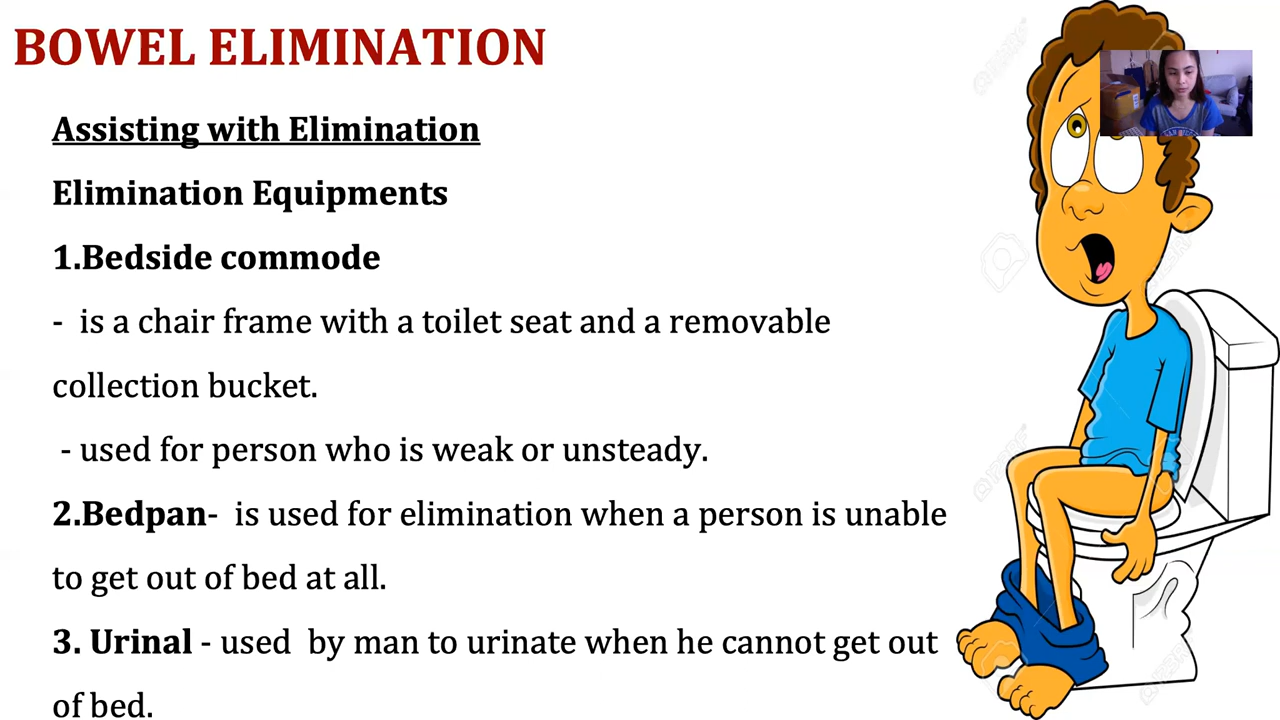 BOWEL ELIMINATION
Assisting with Elimination
Elimination Equipments
1.Bedside commode
- is a chair frame with a toilet seat and a removable
collection bucket.
- used for person who is weak or unsteady.
2.Bedpan- is used for elimination when a person is unable
to get out of bed at all.
3. Urinal - used by man to urinate when he cannot get out
of bed.